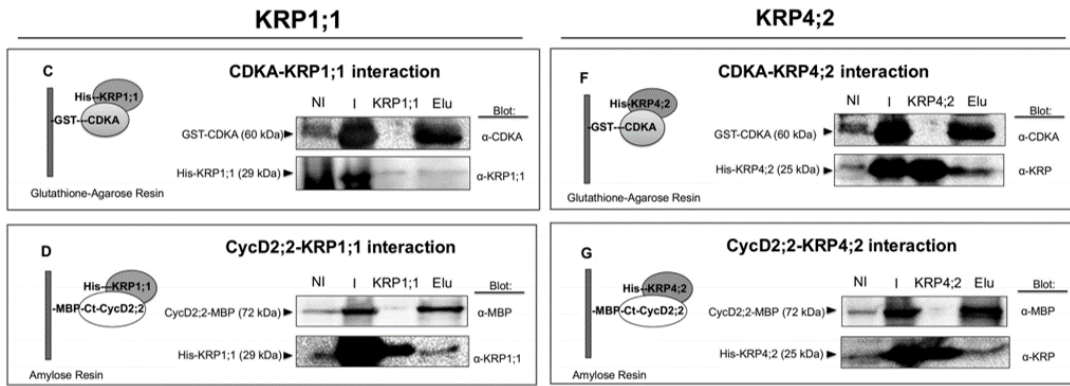 KRP1;1
KRP4;2
C
CDKA-KRP1;1 interaction
His-KRP1;1
-GST-CDKA
NI I KRP1;1 Elu
Blot:
GST-CDKA (60 kDa)
α-CDKA
His-KRP1;1 (29 kDa)
α-KRP1;1
Glutathione-Agarose Resin
F
CDKA-KRP4;2 interaction
His-KRP4;2
-GST-CDKA
NI I KRP4;2 Elu
Blot:
GST-CDKA (60 kDa)
α-CDKA
His-KRP4;2 (25 kDa)
α-KRP
Glutathione-Agarose Resin
D
CycD2;2-KRP1;1 interaction
His-KRP1;1
-MBP-Ct-CycD2;2
NI I KRP1;1 Elu
Blot:
CycD2;2-MBP (72 kDa)
α-MBP
His-KRP1;1 (29 kDa)
α-KRP1;1
Amylose Resin
G
CycD2;2-KRP4;2 interaction
His-KRP4;2
-MBP-Ct-CycD2;2
NI I KRP4;2 Elu
Blot:
CycD2;2-MBP (72 kDa)
α-MBP
His-KRP4;2 (25 kDa)
α-KRP
Amylose Resin